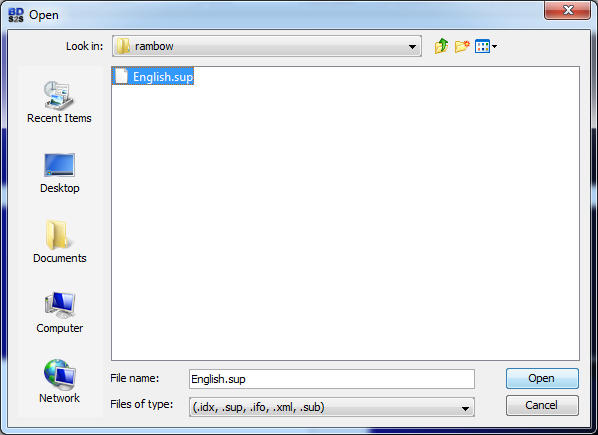 BD S2S Open
Look in: rambow
English.sup
Recent Items
Desktop
Documents
Computer
Network
File name: English.sup Open
Files of type: (.idx, .sup, .ifo, .xml, .sub) Cancel